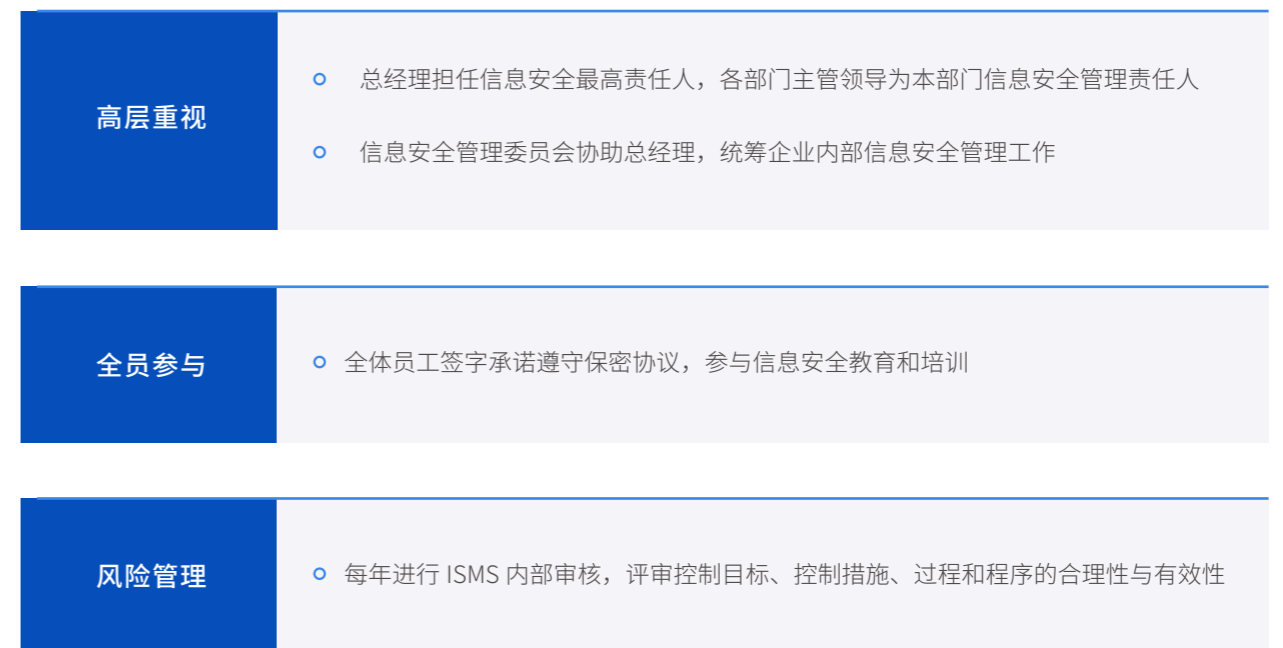 高层重视
总经理担任信息安全最高责任人，各部门主管领导为本部门信息安全管理责任人
信息安全管理委员会协助总经理，统筹企业内部信息安全管理工作
全员参与
全体员工签字承诺遵守保密协议，参与信息安全教育和培训
风险管理
每年进行 ISMS 内部审核，评审控制目标、控制措施、过程和程序的合理性与有效性